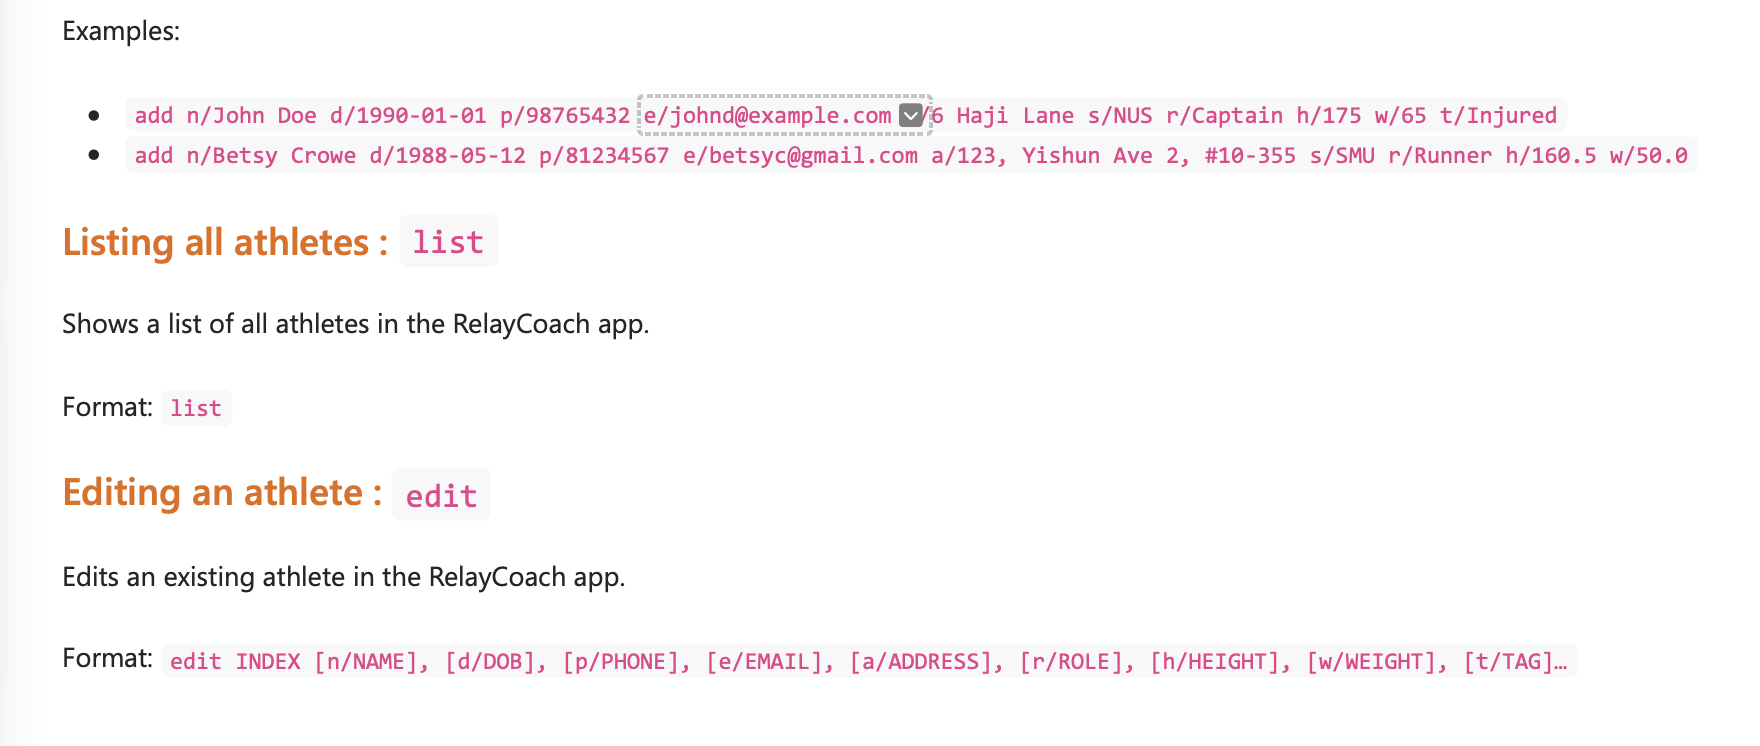 Examples:
add n/John Doe d/1990-01-01 p/98765432 e/johnd@example.com /6 Haji Lane s/NUS r/Captain h/175 w/65 t/Injured
add n/Betsy Crowe d/1988-05-12 p/81234567 e/betsyc@gmail.com a/123, Yishun Ave 2, #10-355 s/SMU r/Runner h/160.5 w/50.0
Listing all athletes : list
Shows a list of all athletes in the RelayCoach app.
Format: list
Editing an athlete : edit
Edits an existing athlete in the RelayCoach app.
Format: edit INDEX [n/NAME], [d/DOB], [p/PHONE], [e/EMAIL], [a/ADDRESS], [r/ROLE], [h/HEIGHT], [w/WEIGHT], [t/TAG]…